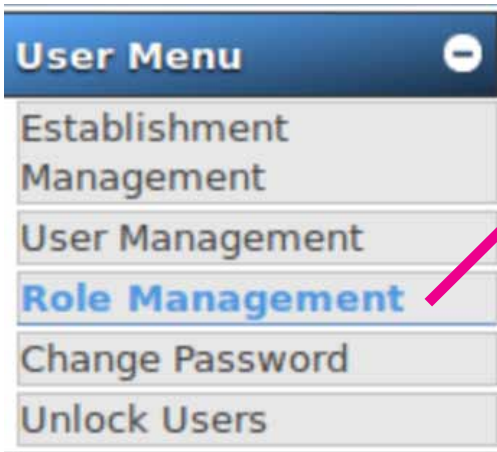 User Menu
Establishment
Management
User Management
Role Management
Change Password
Unlock Users